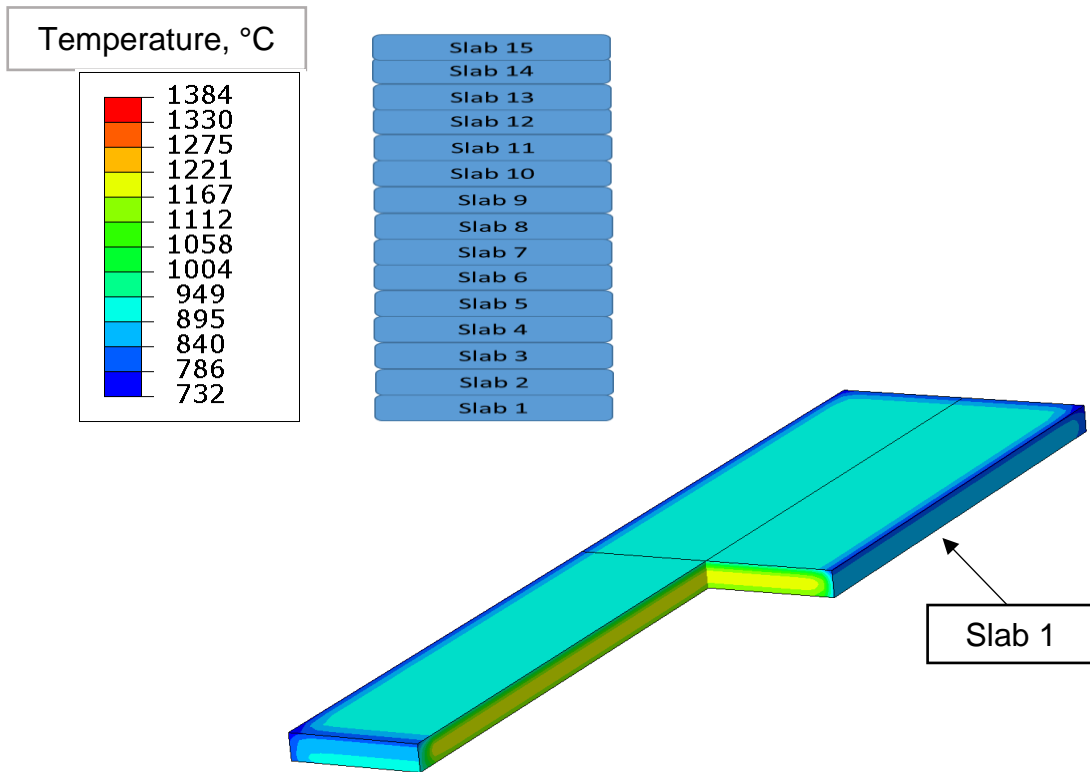 Temperature, °C
1384
1330
1275
1221
1167
1112
1058
1004
949
895
840
786
732
Slab 15
Slab 14
Slab 13
Slab 12
Slab 11
Slab 10
Slab 9
Slab 8
Slab 7
Slab 6
Slab 5
Slab 4
Slab 3
Slab 2
Slab 1
Slab 1